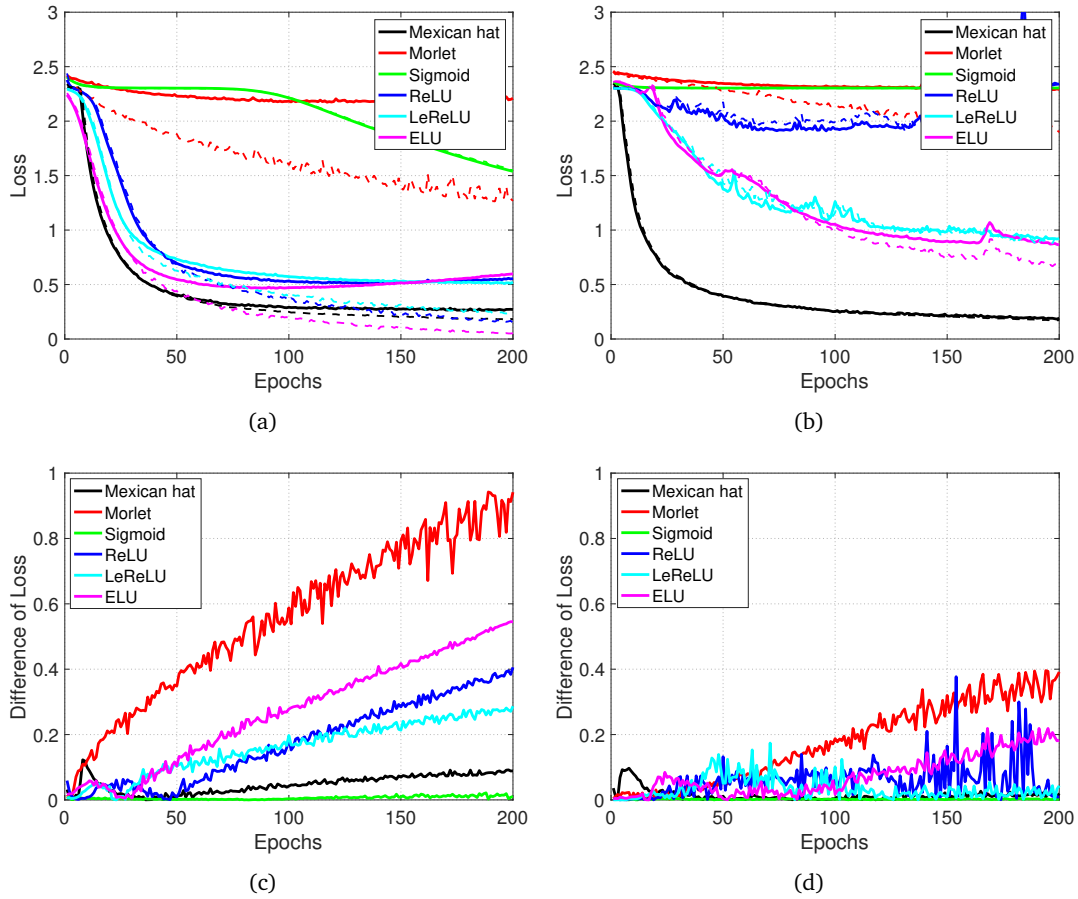 3
2.5
2
1.5
1
0.5
0
Loss
0
50
100
150
200
Epochs
Mexican hat
Morlet
Sigmoid
ReLU
LeReLU
ELU
(a)
3
2.5
2
1.5
1
0.5
0
Loss
0
50
100
150
200
Epochs
Mexican hat
Morlet
Sigmoid
ReLU
LeReLU
ELU
(b)
1
0.8
0.6
0.4
0.2
0
Difference of Loss
0
50
100
150
200
Epochs
Mexican hat
Morlet
Sigmoid
ReLU
LeReLU
ELU
(c)
1
0.8
0.6
0.4
0.2
0
Difference of Loss
0
50
100
150
200
Epochs
Mexican hat
Morlet
Sigmoid
ReLU
LeReLU
ELU
(d)